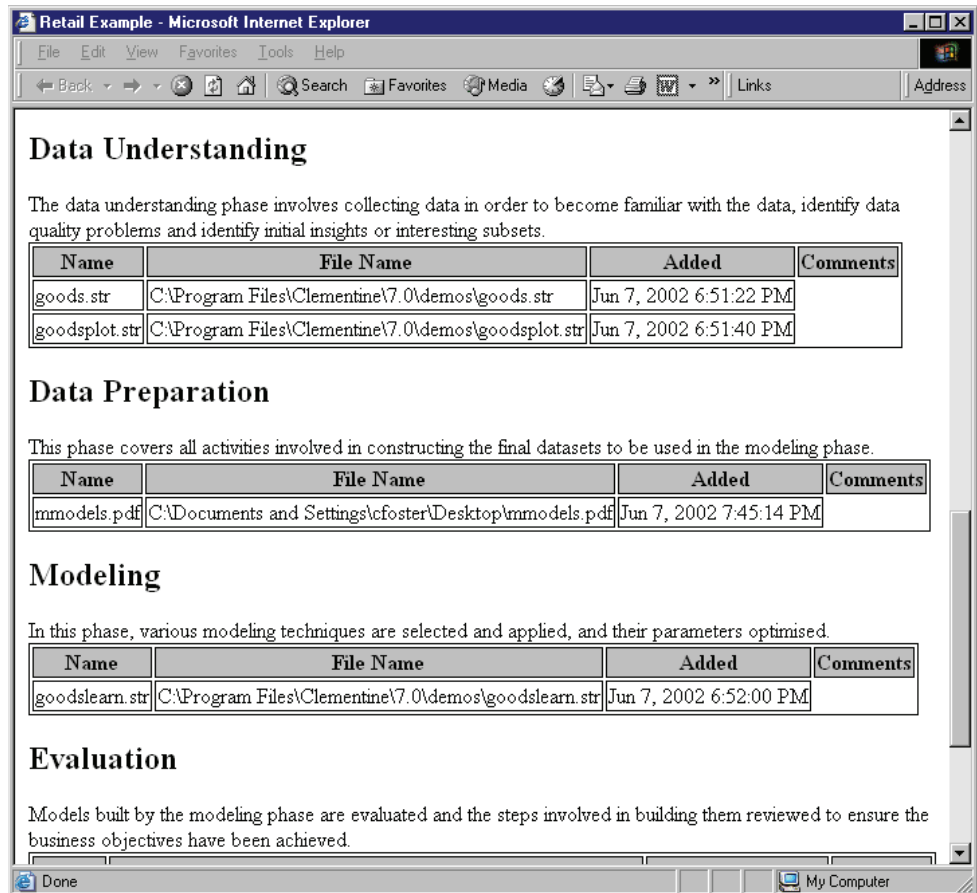 Retail Example - Microsoft Internet Explorer
File Edit View Favorites Tools Help
Back Search Favorites Media » Links Address
Data Understanding
The data understanding phase involves collecting data in order to become familiar with the data, identify data
quality problems and identify initial insights or interesting subsets.
Name File Name Added Comments
goods.str C:\Program Files\Clementine\7.0\demos\goods.str Jun 7, 2002 6:51:22 PM
goodsplot.str C:\Program Files\Clementine\7.0\demos\goodsplot.str Jun 7, 2002 6:51:40 PM
Data Preparation
This phase covers all activities involved in constructing the final datasets to be used in the modeling phase.
Name File Name Added Comments
mmodels.pdf C:\Documents and Settings\cfoster\Desktop\mmodels.pdf Jun 7, 2002 7:45:14 PM
Modeling
In this phase, various modeling techniques are selected and applied, and their parameters optimised.
Name File Name Added Comments
goodslearn.str C:\Program Files\Clementine\7.0\demos\goodslearn.str Jun 7, 2002 6:52:00 PM
Evaluation
Models built by the modeling phase are evaluated and the steps involved in building them reviewed to ensure the
business objectives have been achieved.
Done My Computer